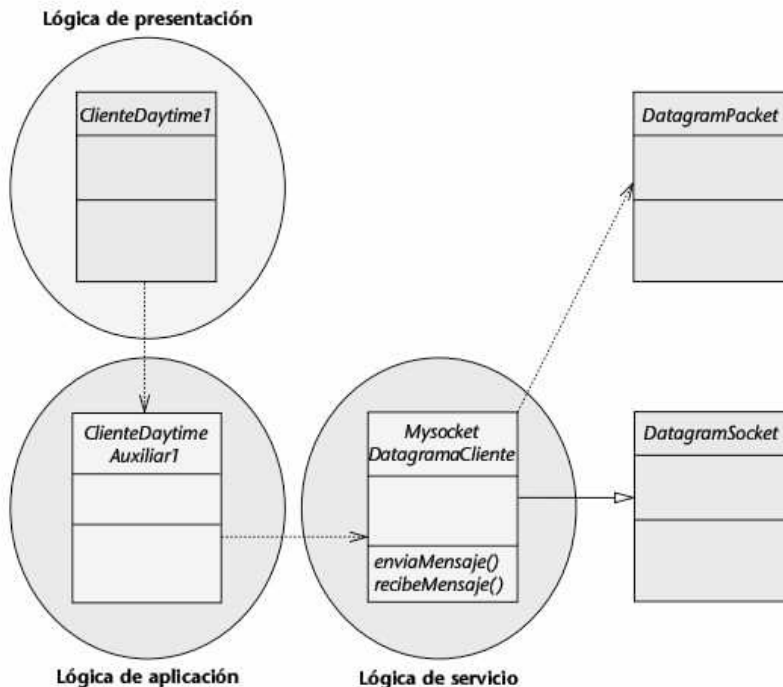 Lógica de presentación
ClienteDaytime1
DatagramPacket
ClienteDaytime
Auxiliar1
Mysocket
DatagramaCliente
DatagramSocket
enviaMensaje()
recibeMensaje()
Lógica de aplicación
Lógica de servicio